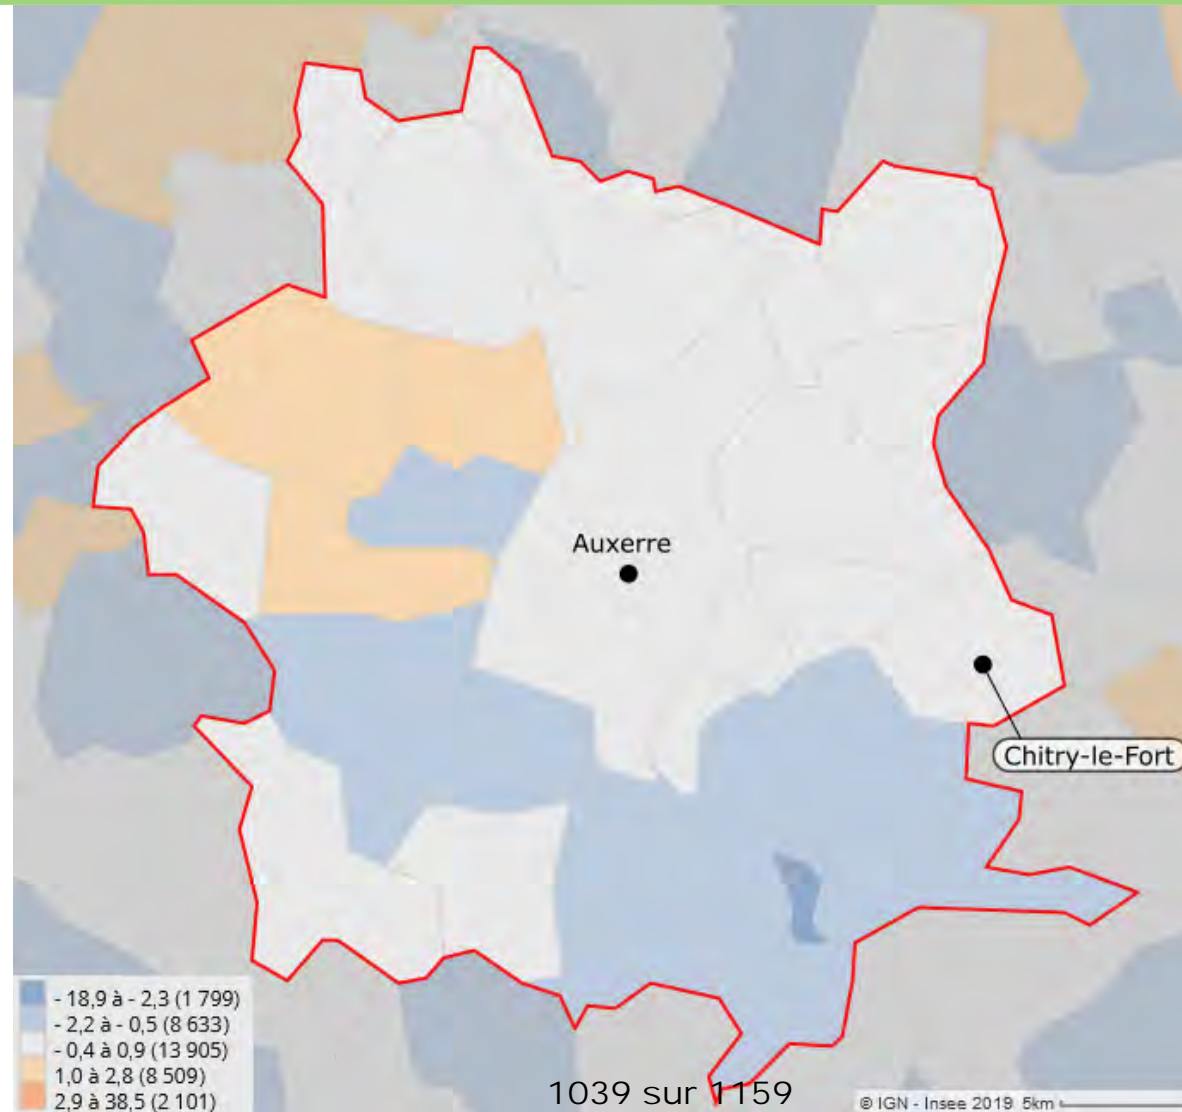 Auxerre
Chitry-le-Fort
- 18,9 à - 2,3 (1 799)
- 2,2 à - 0,5 (8 633)
- 0,4 à 0,9 (13 905)
1,0 à 2,8 (8 509)
2,9 à 38,5 (2 101)
1039 sur 1159
© IGN - Insee 2019 5km